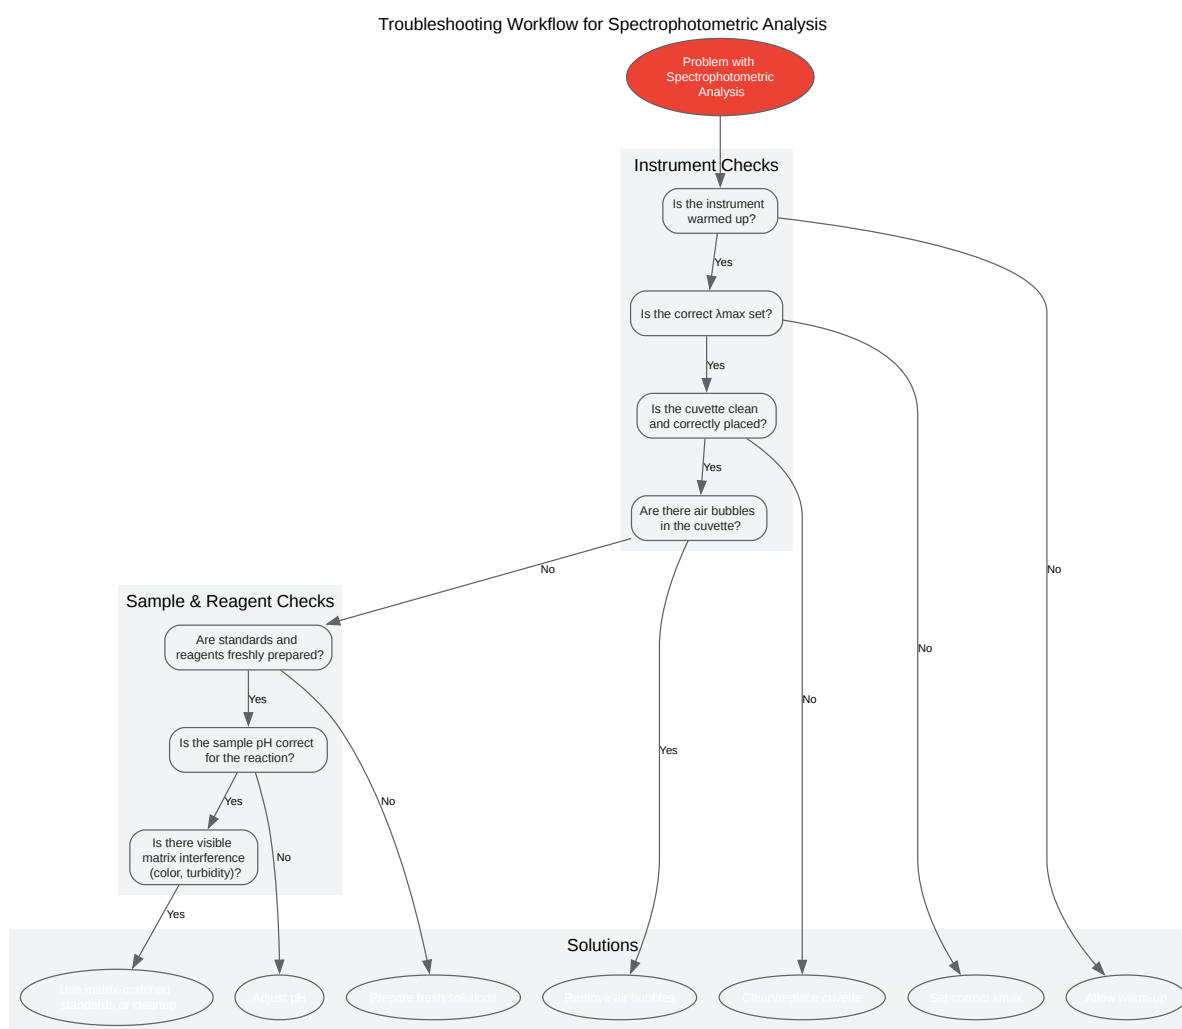 Troubleshooting Workflow for Spectrophotometric Analysis
Problem with
Spectrophotometric
Analysis
Instrument Checks
Is the instrument
warmed up?
Yes
Is the correct λmax set?
Yes
Is the cuvette clean
and correctly placed?
Yes
Are there air bubbles
in the cuvette?
No
No
Sample & Reagent Checks
Are standards and
reagents freshly prepared?
No
Yes
No
Is the sample pH correct
for the reaction?
Yes
Yes
No
Is there visible
matrix interference
(color, turbidity)?
No
Yes
Solutions
Use matrix-matched
standards or cleanup
Adjust pH
Prepare fresh solutions
Remove air bubbles
Clean/replace cuvette
Set correct λmax
Allow warm-up